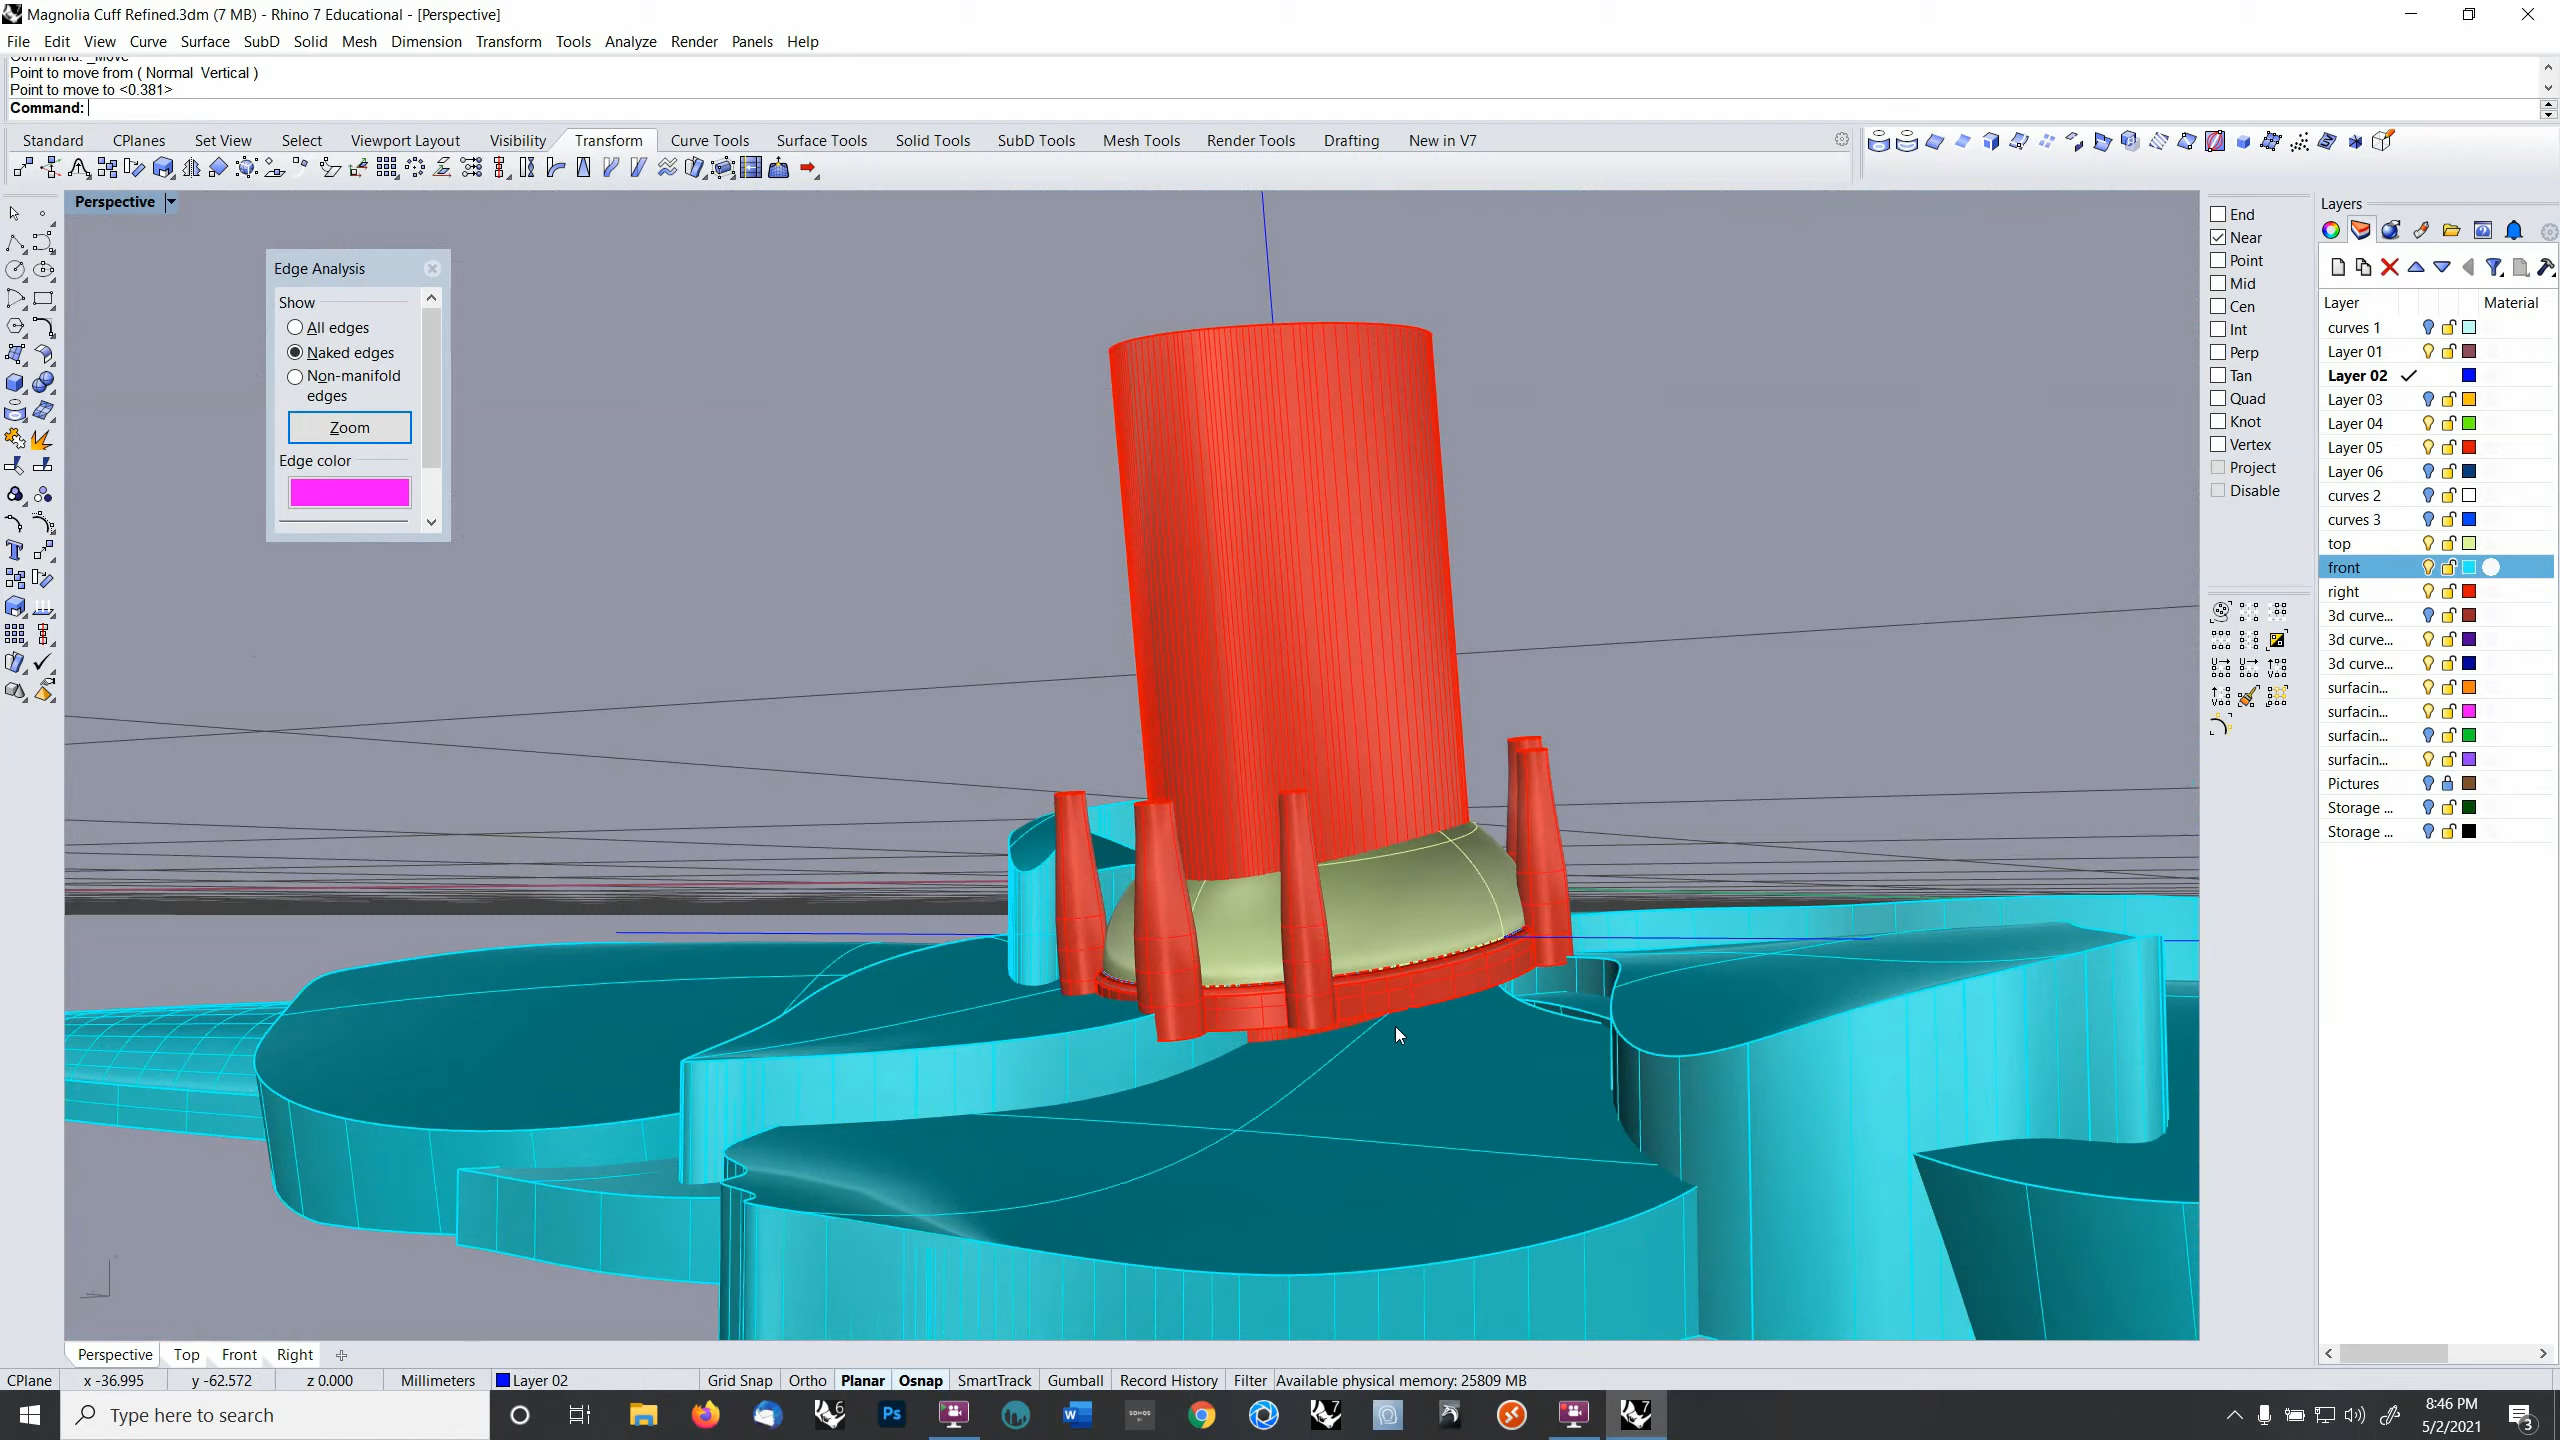 Magnolia Cuff Refined.3dm (7 MB) - Rhino 7 Educational - [Perspective]
File Edit View Curve Surface SubD Solid Mesh Dimension Transform Tools Analyze Render Panels Help
Command: _Move
Point to move from ( Normal Vertical )
Point to move to <0.381>
Command:
Standard CPlanes Set View Select Viewport Layout Visibility Transform Curve Tools Surface Tools Solid Tools SubD Tools Mesh Tools Render Tools Drafting New in V7
Perspective
Edge Analysis
Show
All edges
Naked edges
Non-manifold
edges
Zoom
Edge color
End
Near
Point
Mid
Cen
Int
Perp
Tan
Quad
Knot
Vertex
Project
Disable
Layers
Layer Material
curves 1
Layer 01
Layer 02
Layer 03
Layer 04
Layer 05
Layer 06
curves 2
curves 3
top
front
right
3d curve...
3d curve...
3d curve...
surfacin...
surfacin...
surfacin...
surfacin...
Pictures
Storage ...
Storage ...
Perspective Top Front Right
CPlane x -36.995 y -62.572 z 0.000 Millimeters Layer 02 Grid Snap Ortho Planar Osnap SmartTrack Gumball Record History Filter Available physical memory: 25809 MB
Type here to search
6
Ps
W
SONOS
7
7
8:46 PM
5/2/2021
3